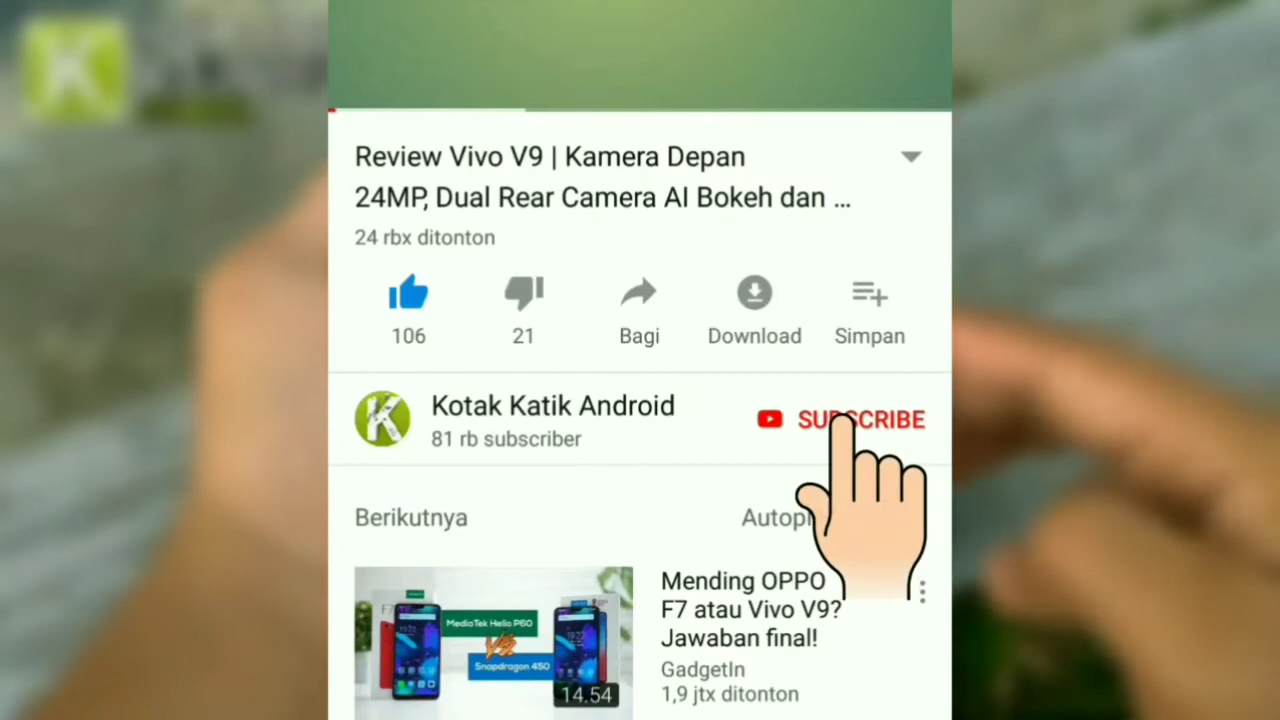 K
Review Vivo V9 | Kamera Depan
24MP, Dual Rear Camera AI Bokeh dan ...
24 rbx ditonton
106
21
Bagi
Download
Simpan
K
Kotak Katik Android
81 rb subscriber
SUBSCRIBE
Berikutnya
F7
MediaTek Helio P60
VS
Snapdragon 450
14.54
Mending OPPO
F7 atau Vivo V9?
Jawaban final!
GadgetIn
1,9 jtx ditonton